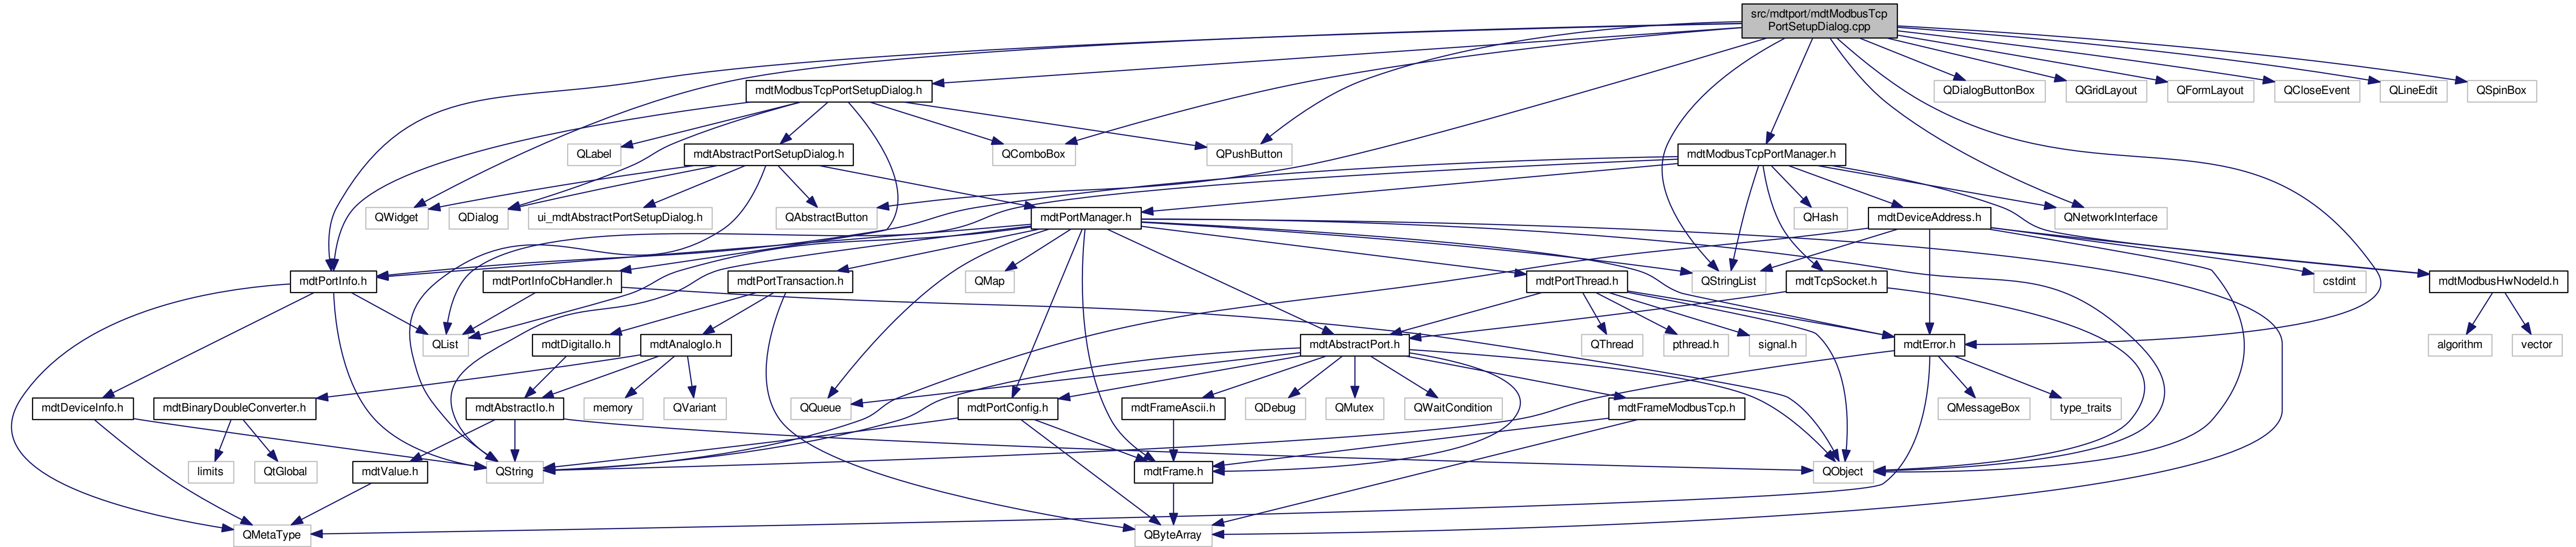 src/mdtport/mdtModbusTcp
PortSetupDialog.cpp
mdtModbusTcpPortSetupDialog.h
QDialogButtonBox
QGridLayout
QFormLayout
QCloseEvent
QLineEdit
QSpinBox
QLabel
mdtAbstractPortSetupDialog.h
QComboBox
QPushButton
mdtModbusTcpPortManager.h
QWidget
QDialog
ui_mdtAbstractPortSetupDialog.h
QAbstractButton
mdtPortManager.h
QHash
mdtDeviceAddress.h
QNetworkInterface
mdtPortInfo.h
mdtPortInfoCbHandler.h
mdtPortTransaction.h
QMap
mdtPortThread.h
QStringList
mdtTcpSocket.h
cstdint
mdtModbusHwNodeId.h
QList
mdtDigitalIo.h
mdtAnalogIo.h
mdtAbstractPort.h
QThread
pthread.h
signal.h
mdtError.h
algorithm
vector
mdtDeviceInfo.h
mdtBinaryDoubleConverter.h
mdtAbstractIo.h
memory
QVariant
QQueue
mdtPortConfig.h
mdtFrameAscii.h
QDebug
QMutex
QWaitCondition
mdtFrameModbusTcp.h
QMessageBox
type_traits
limits
QtGlobal
mdtValue.h
QString
mdtFrame.h
QObject
QMetaType
QByteArray